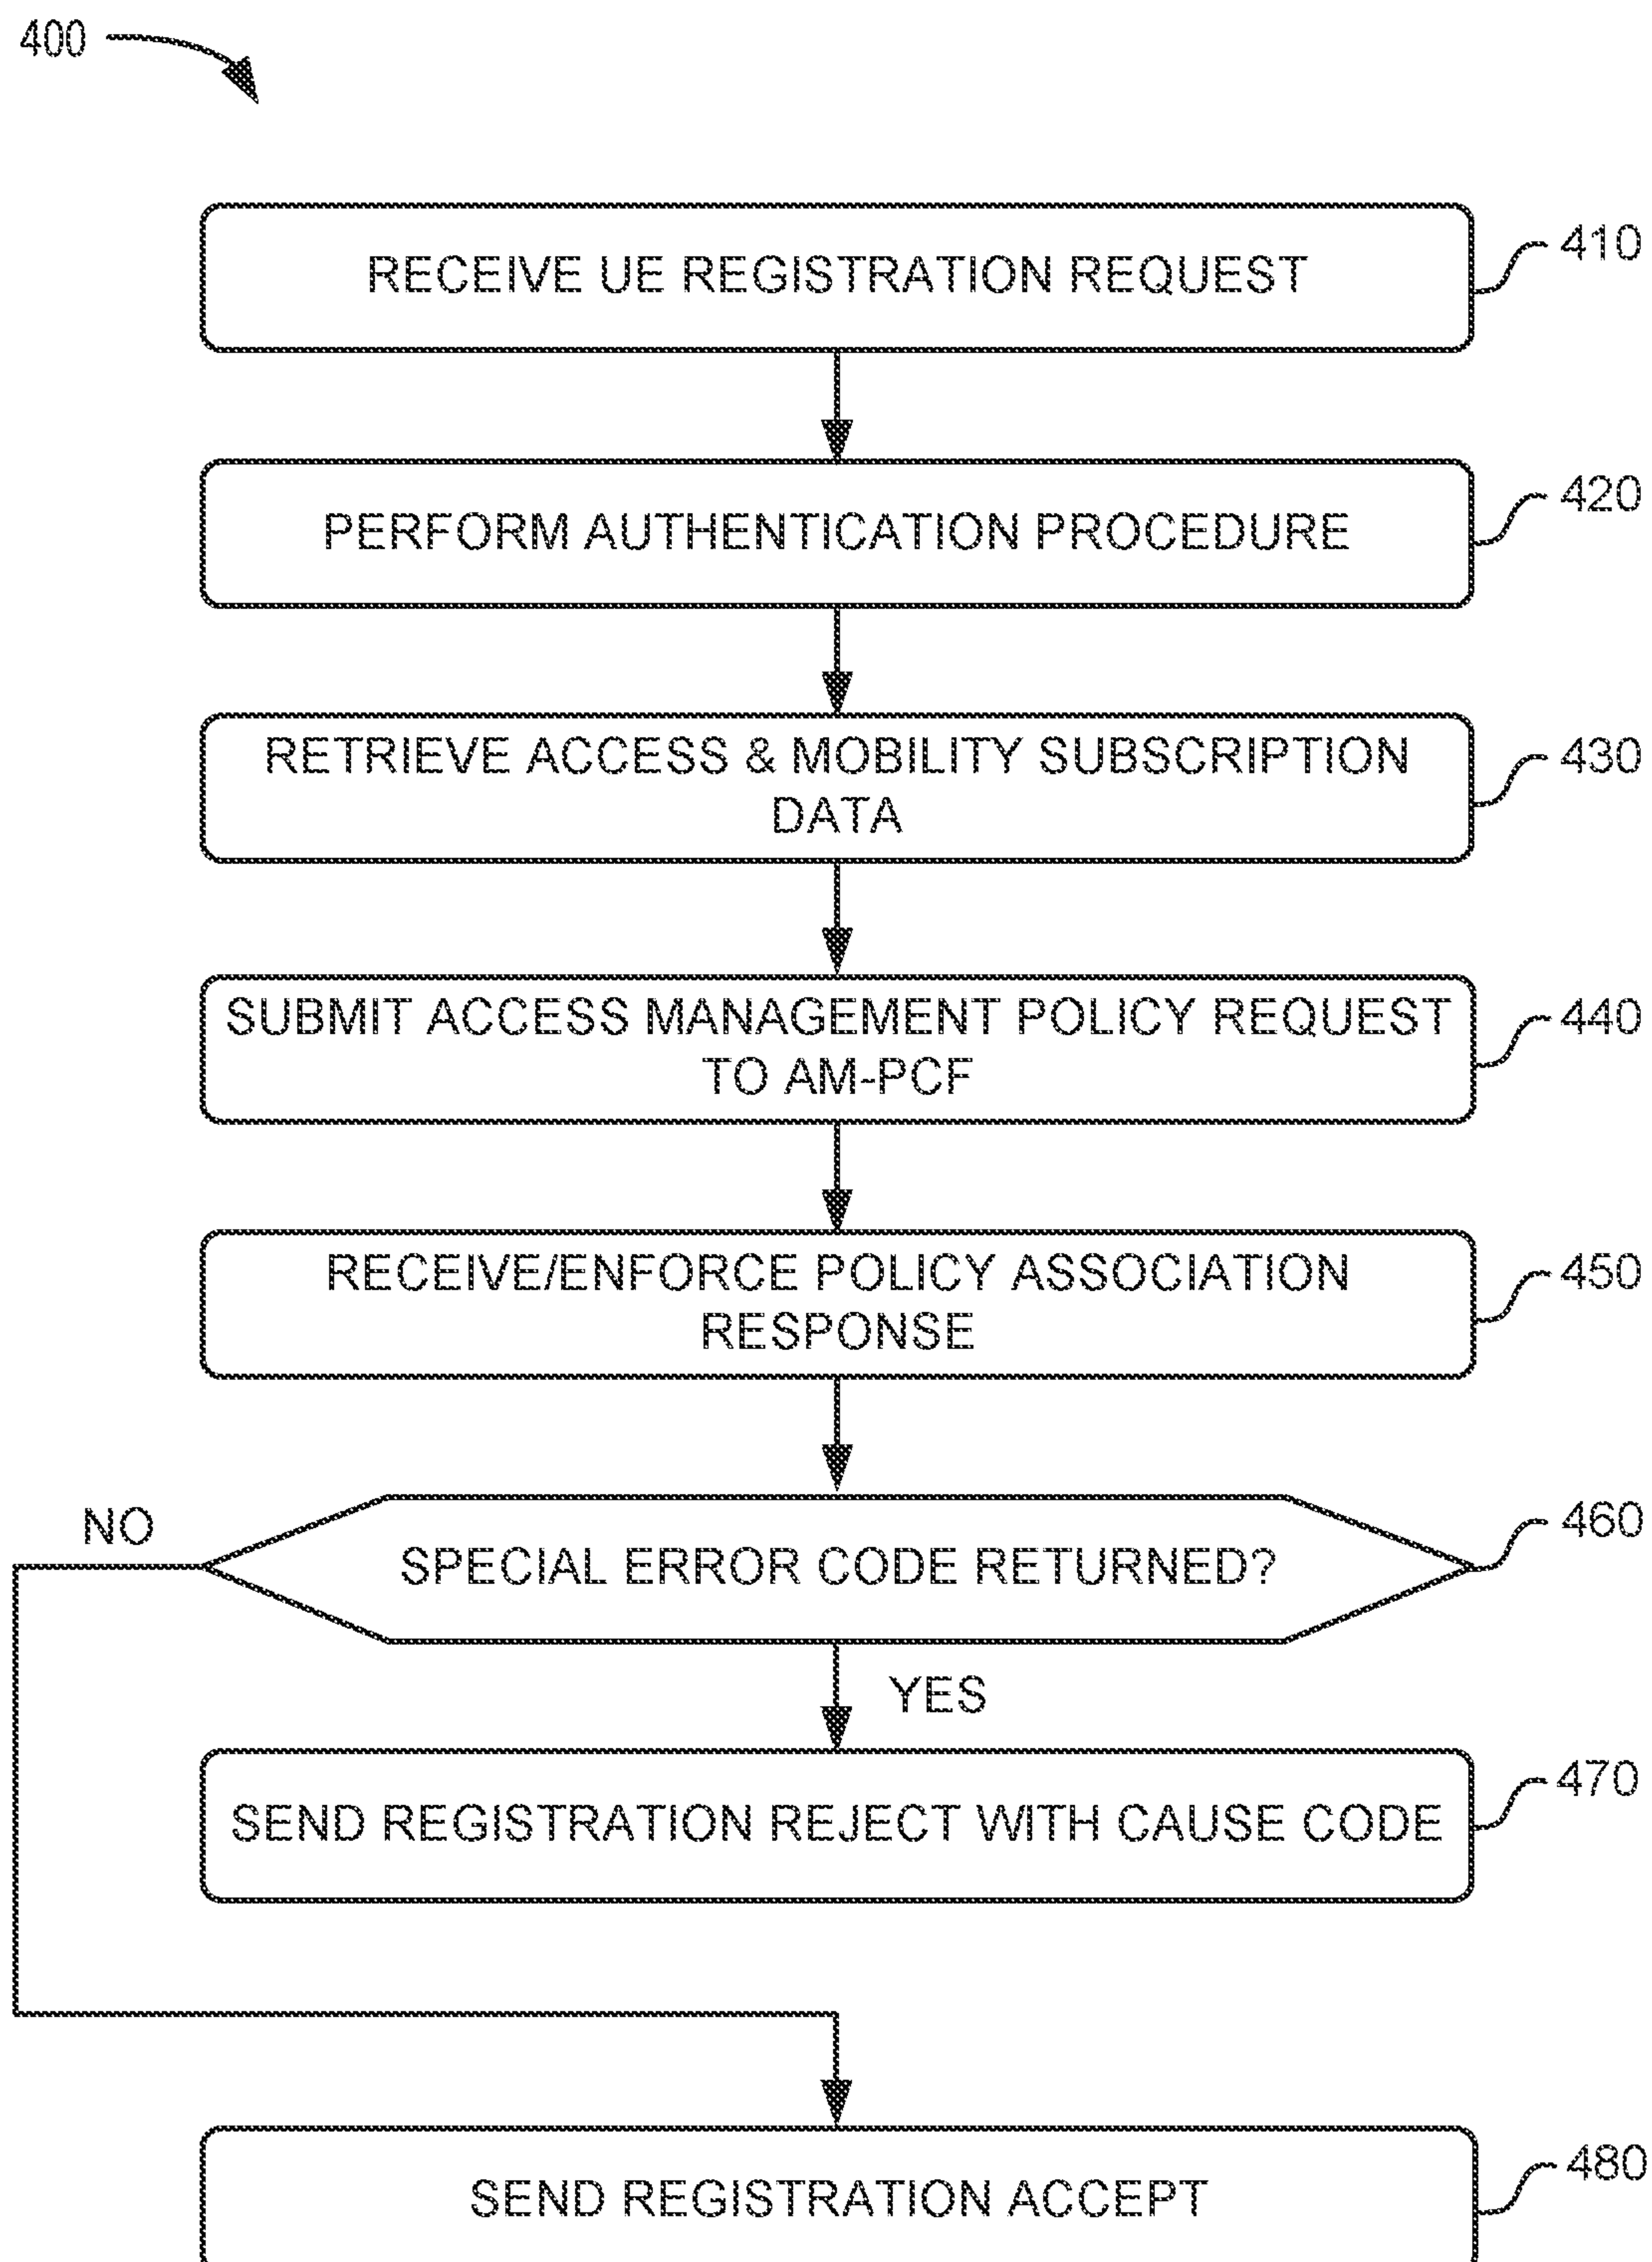 400
RECEIVE UE REGISTRATION REQUEST
410
PERFORM AUTHENTICATION PROCEDURE
420
RETRIEVE ACCESS & MOBILITY SUBSCRIPTION
DATA
430
SUBMIT ACCESS MANAGEMENT POLICY REQUEST
TO AM-PCF
440
RECEIVE/ENFORCE POLICY ASSOCIATION
RESPONSE
450
NO
SPECIAL ERROR CODE RETURNED?
460
YES
SEND REGISTRATION REJECT WITH CAUSE CODE
470
SEND REGISTRATION ACCEPT
480